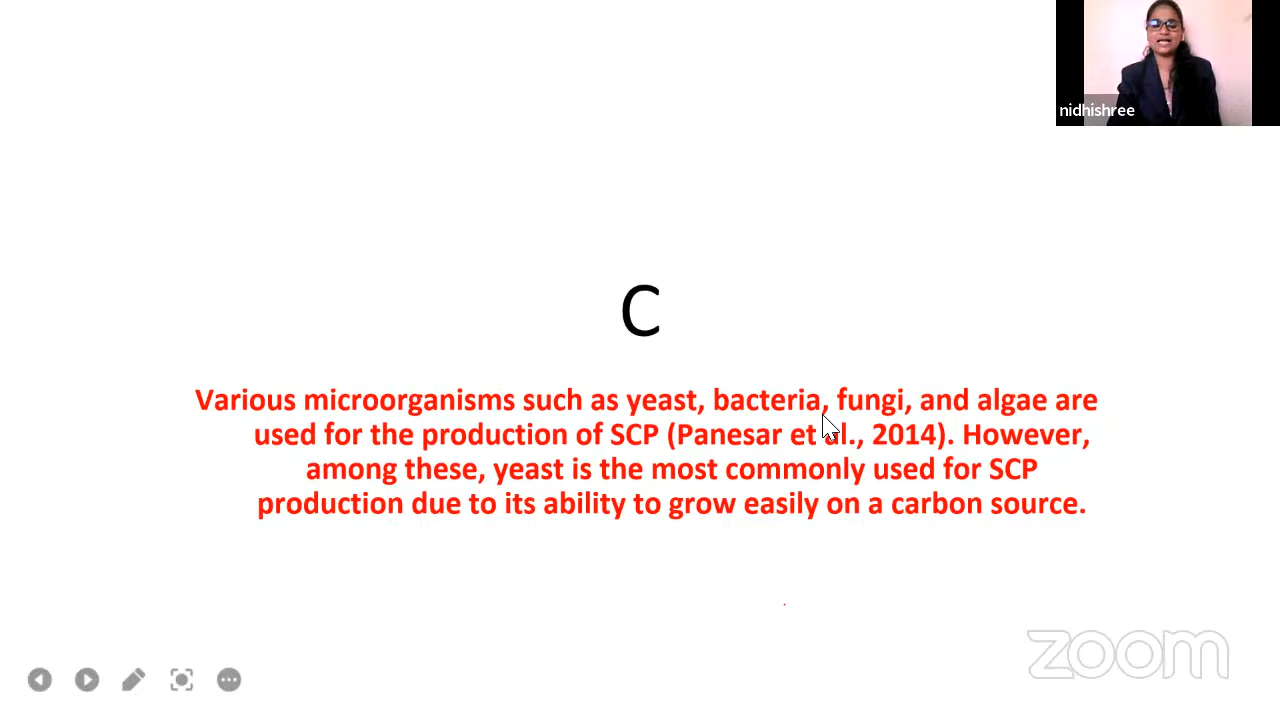 nidhishree
C
Various microorganisms such as yeast, bacteria, fungi, and algae are
used for the production of SCP (Panesar et al., 2014). However,
among these, yeast is the most commonly used for SCP
production due to its ability to grow easily on a carbon source.
zoom